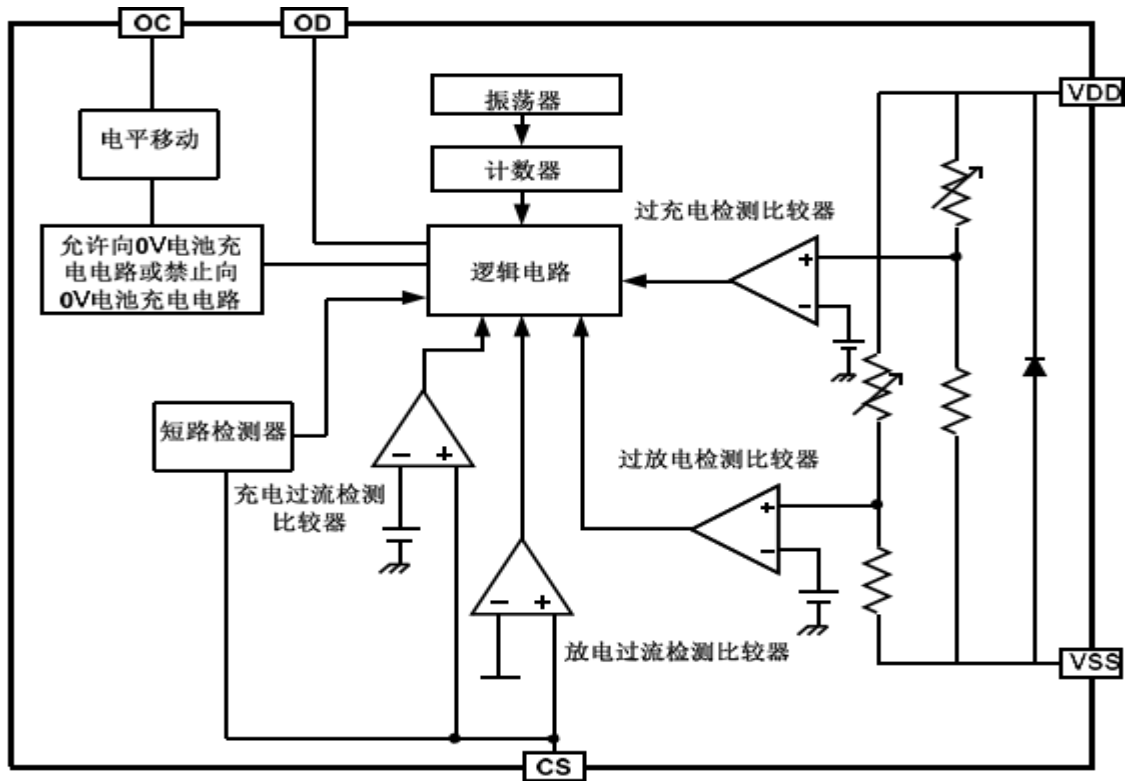 OC
OD
振荡器
VDD
电平移动
计数器
过充电检测比较器
允许向0V电池充
电电路或禁止向
0V电池充电电路
逻辑电路
+
−
短路检测器
− +
过放电检测比较器
充电过流检测
比较器
+
−
− +
放电过流检测比较器
VSS
CS